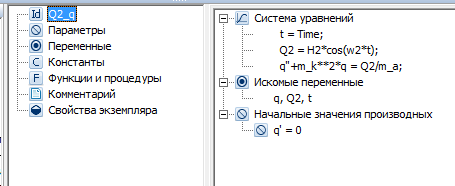 Id Q2_q
Параметры
Переменные
C Константы
F Функции и процедуры
Комментарий
Свойства экземпляра
Система уравнений
t = Time;
Q2 = H2*cos(w2*t);
q''+m_k**2*q = Q2/m_a;
Искомые переменные
q, Q2, t
Начальные значения производных
q' = 0